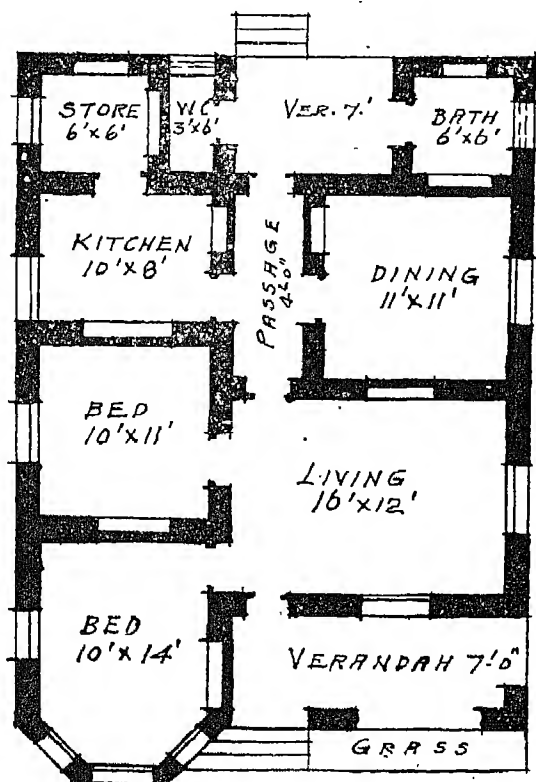 STORE
6'x6'
W.C
3'x6'
VER. 7.'
BATH
6'x6'
KITCHEN
10'x8'
PASSAGE
4'-0"
DINING
11'x11'
BED
10'x11'
LIVING
16'x12'
BED
10'x14'
VERANDAH 7'.0"
GRASS